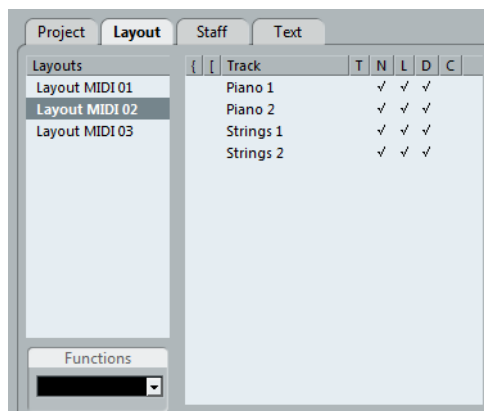 Project Layout Staff Text
Layouts
Layout MIDI 01
Layout MIDI 02
Layout MIDI 03
{ [ Track T N L D C
Piano 1 √ √ √
Piano 2 √ √ √
Strings 1 √ √ √
Strings 2 √ √ √
Functions